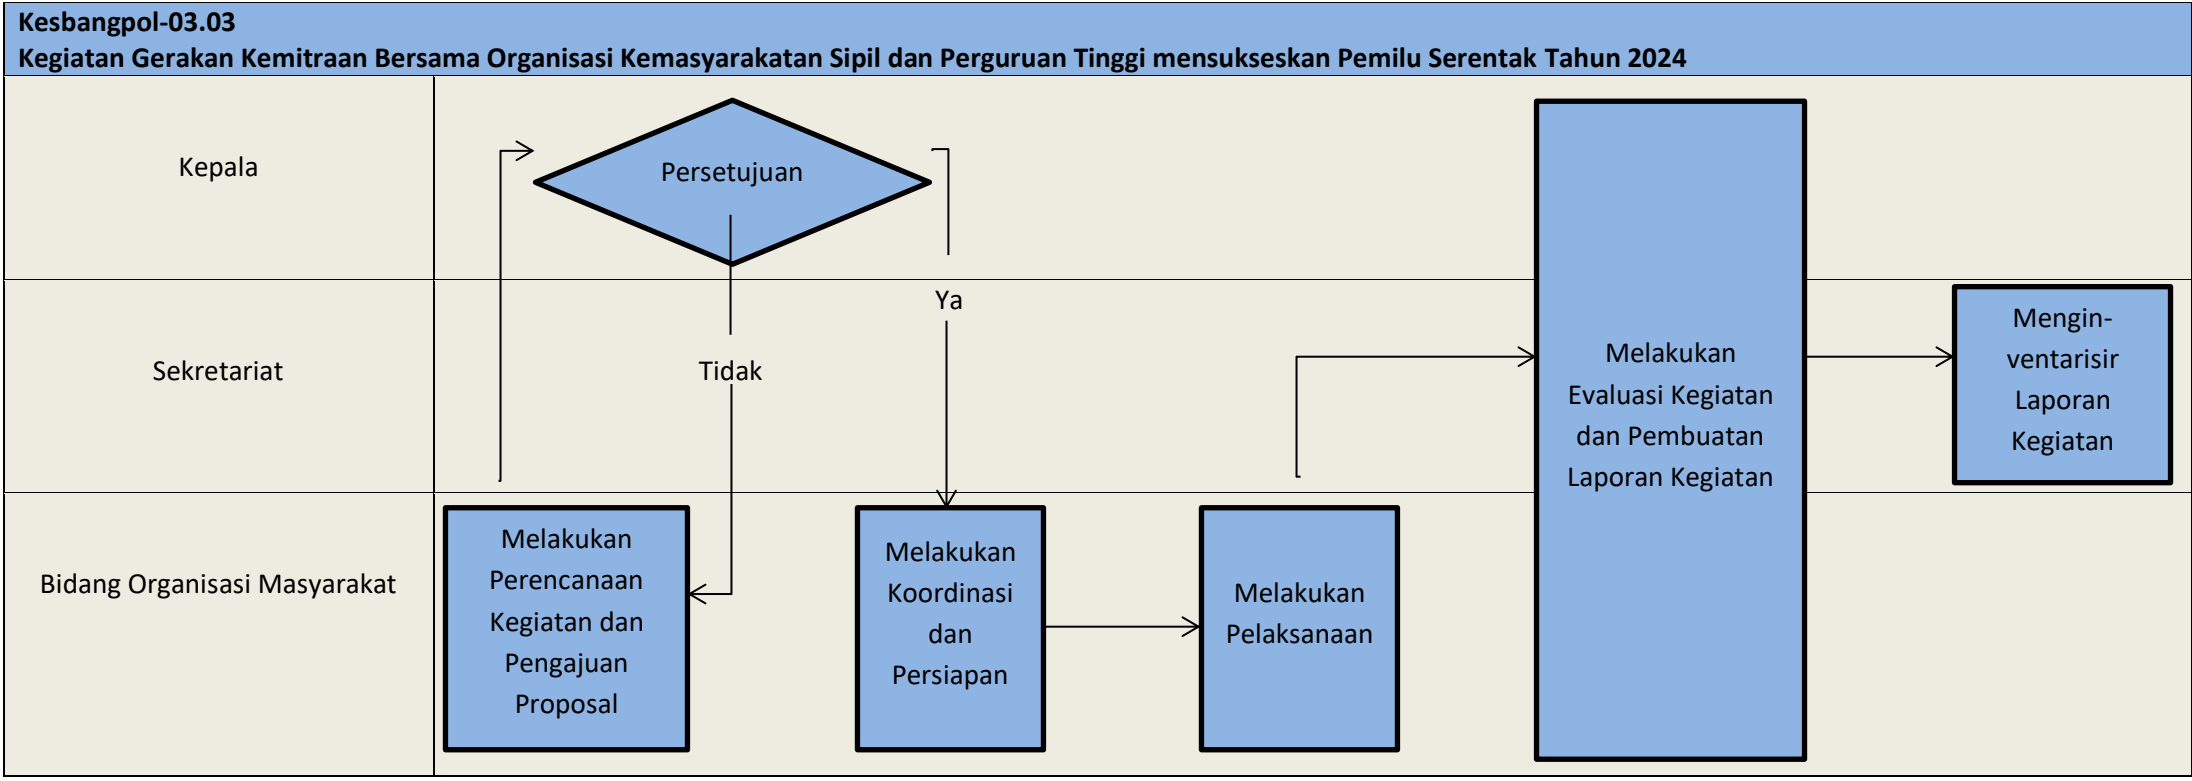 Kesbangpol-03.03
Kegiatan Gerakan Kemitraan Bersama Organisasi Kemasyarakatan Sipil dan Perguruan Tinggi mensukseskan Pemilu Serentak Tahun 2024
Kepala
Persetujuan
Sekretariat
Ya
Tidak
Melakukan
Evaluasi Kegiatan
dan Pembuatan
Laporan Kegiatan
Mengin-
ventarisir
Laporan
Kegiatan
Bidang Organisasi Masyarakat
Melakukan
Perencanaan
Kegiatan dan
Pengajuan
Proposal
Melakukan
Koordinasi
dan
Persiapan
Melakukan
Pelaksanaan